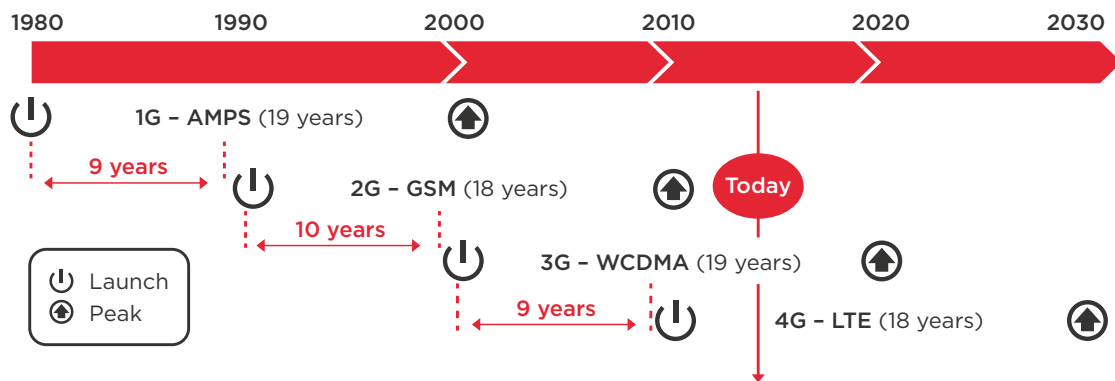 1980 1990 2000 2010 2020 2030
1G – AMPS (19 years)
9 years
2G – GSM (18 years)
Today
10 years
3G – WCDMA (19 years)
Launch
Peak
9 years
4G – LTE (18 years)